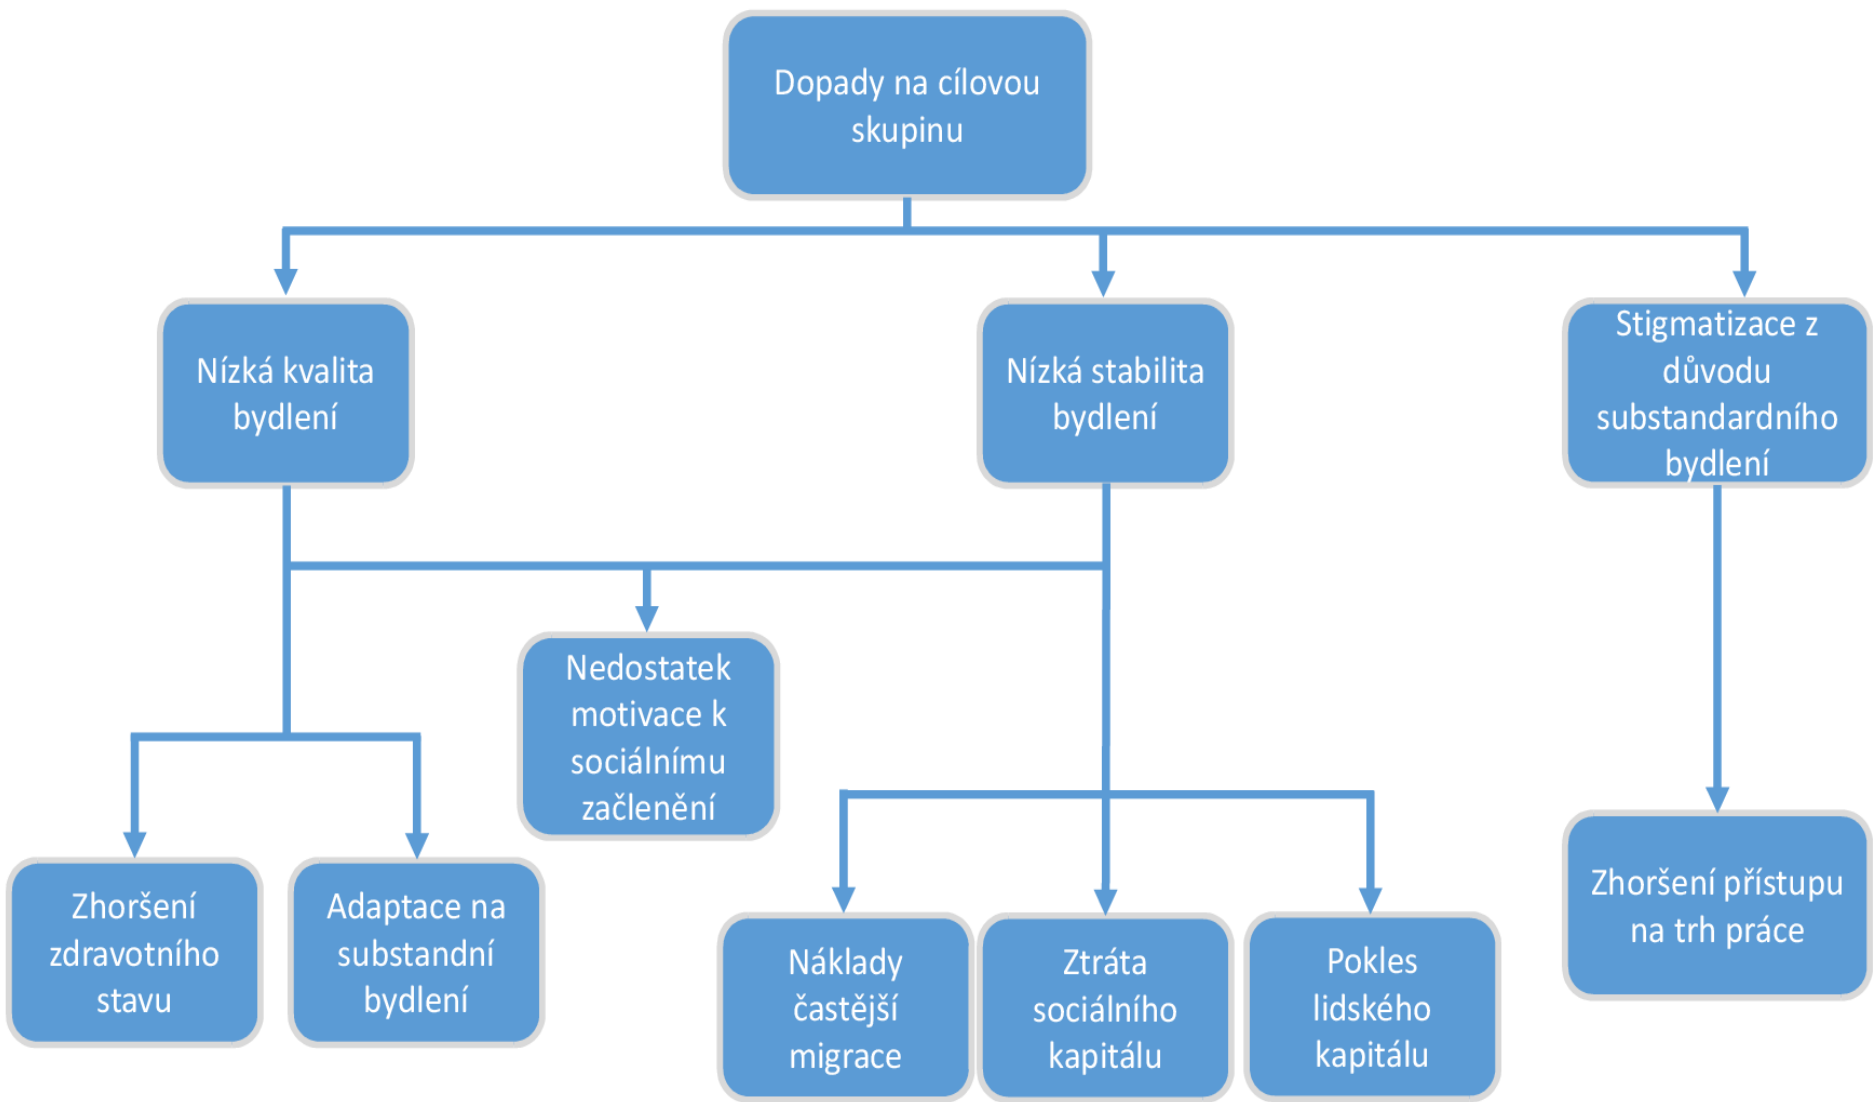 Dopady na cílovou
skupinu
Nízká kvalita
bydlení
Nízká stabilita
bydlení
Stigmatizace z
důvodu
substandardního
bydlení
Nedostatek
motivace k
sociálnímu
začlenění
Zhoršení
zdravotního
stavu
Adaptace na
substandní
bydlení
Náklady
častější
migrace
Ztráta
sociálního
kapitálu
Pokles
lidského
kapitálu
Zhoršení přístupu
na trh práce